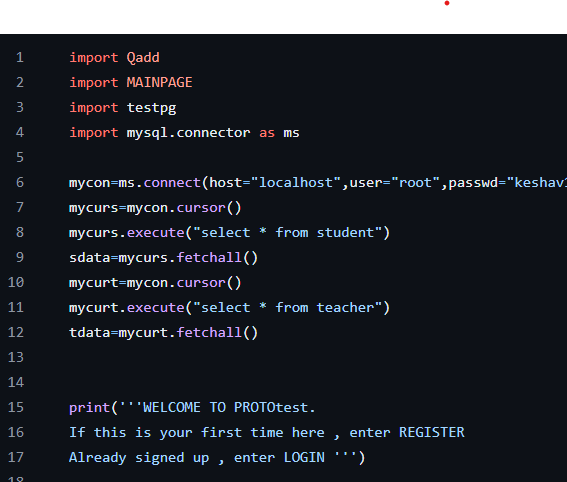 1 import Qadd
2 import MAINPAGE
3 import testpg
4 import mysql.connector as ms
5
6 mycon=ms.connect(host="localhost",user="root",passwd="keshav1
7 mycurs=mycon.cursor()
8 mycurs.execute("select * from student")
9 sdata=mycurs.fetchall()
10 mycurt=mycon.cursor()
11 mycurt.execute("select * from teacher")
12 tdata=mycurt.fetchall()
13
14
15 print('''WELCOME TO PROTOtest.
16 If this is your first time here , enter REGISTER
17 Already signed up , enter LOGIN ''')
18